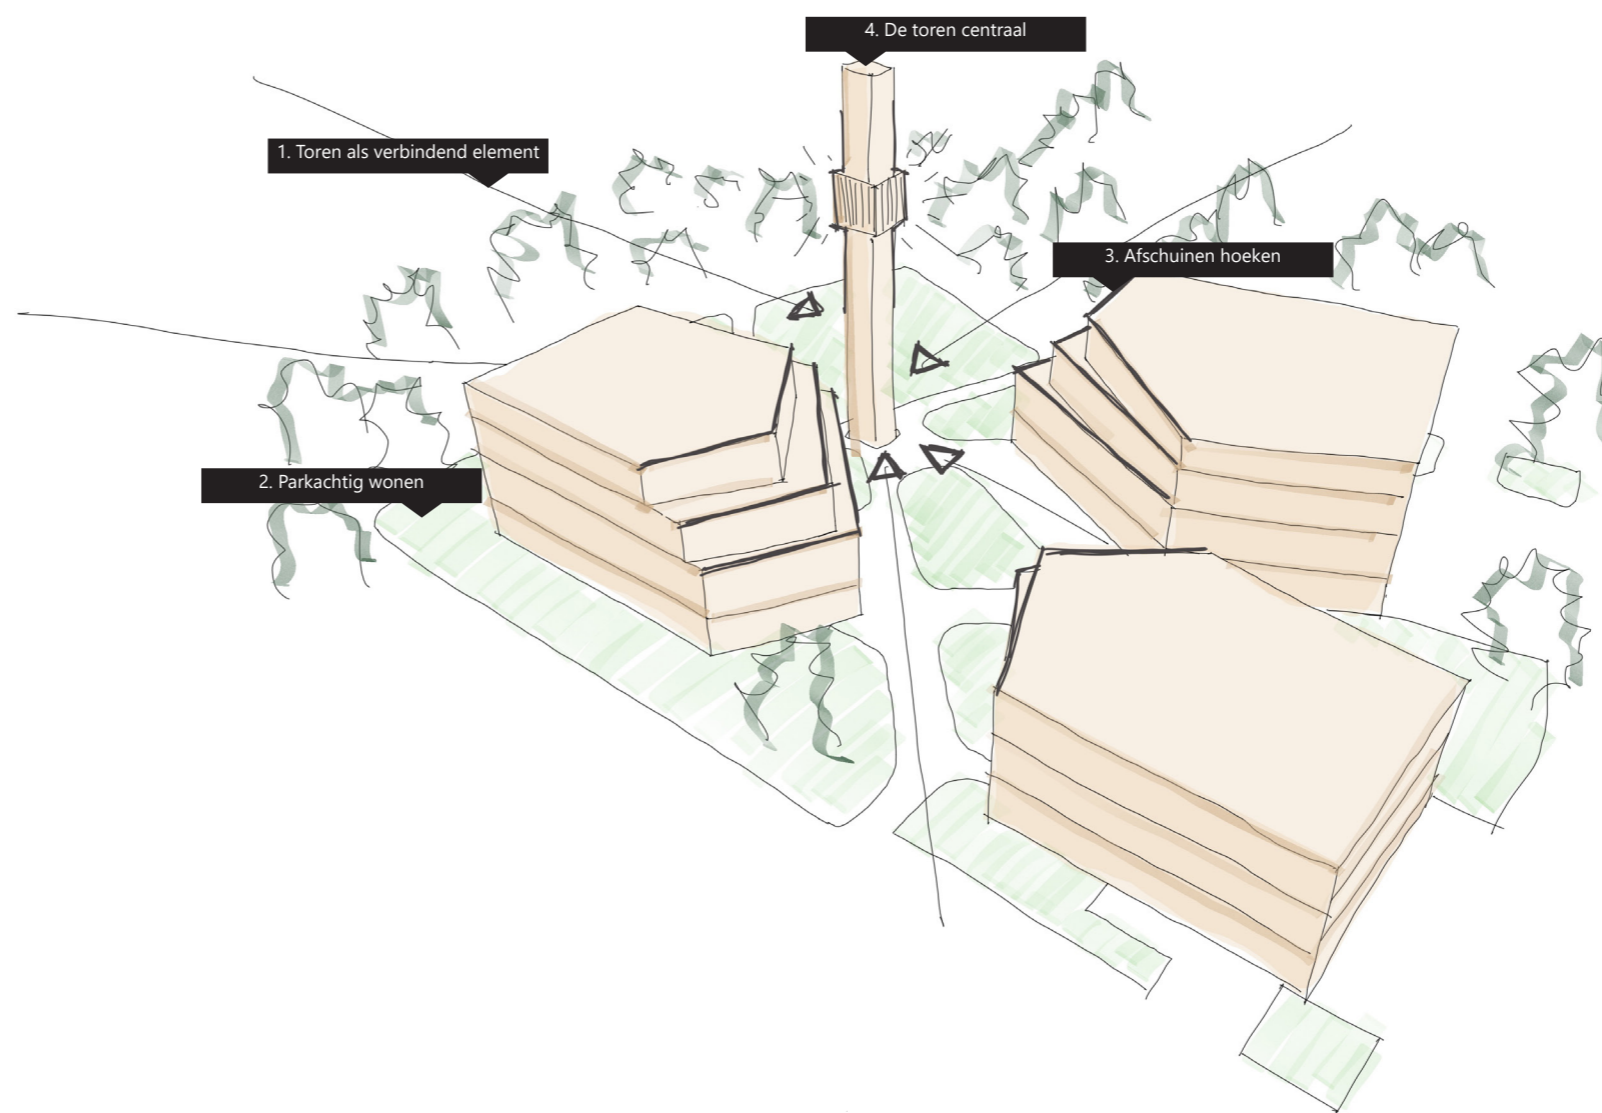 4. De toren centraal
1. Toren als verbindend element
3. Afschuinen hoeken
2. Parkachtig wonen